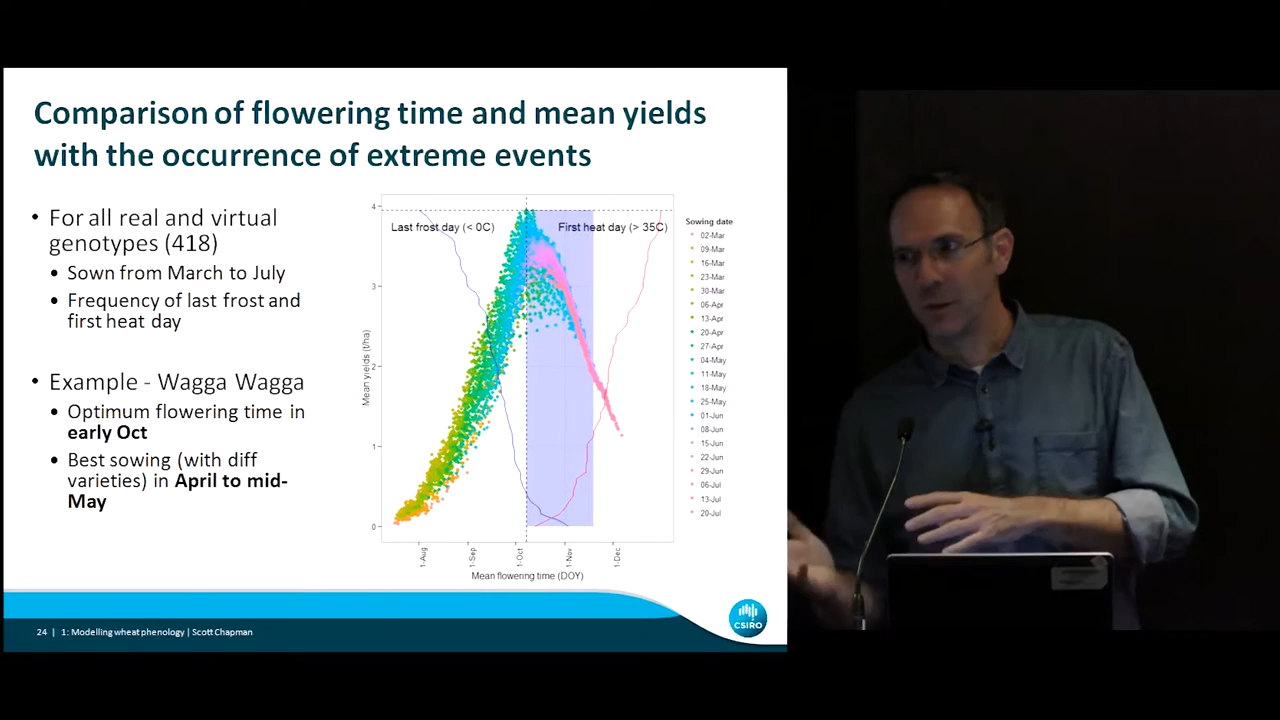 Comparison of flowering time and mean yields
with the occurrence of extreme events
• For all real and virtual
genotypes (418)
• Sown from March to July
• Frequency of last frost and
first heat day
• Example - Wagga Wagga
• Optimum flowering time in
early Oct
• Best sowing (with diff
varieties) in April to mid-
May
Last frost day (< 0C)
First heat day (> 35C)
Mean yields (t/ha)
4
3
2
1
0
1-Aug
1-Sep
1-Oct
1-Nov
1-Dec
Mean flowering time (DOY)
Sowing date
02-Mar
09-Mar
16-Mar
23-Mar
30-Mar
06-Apr
13-Apr
20-Apr
27-Apr
04-May
11-May
18-May
25-May
01-Jun
08-Jun
15-Jun
22-Jun
29-Jun
06-Jul
13-Jul
20-Jul
24 | 1: Modelling wheat phenology | Scott Chapman
CSIRO